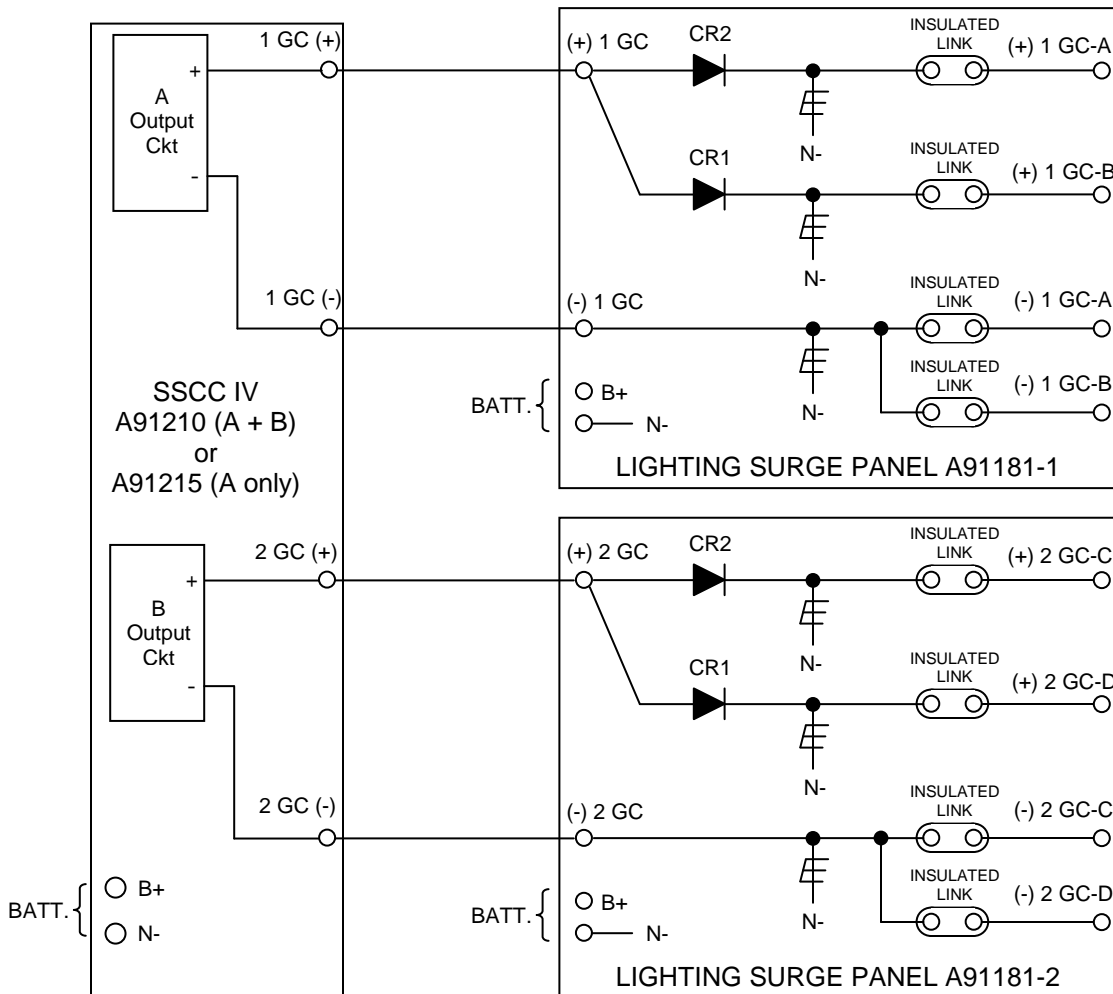 1 GC (+)
A
Output
Ckt
+
-
1 GC (-)
SSCC IV
A91210 (A + B)
or
A91215 (A only)
2 GC (+)
B
Output
Ckt
+
-
2 GC (-)
BATT.
B+
N-
(+) 1 GC
CR2
INSULATED
LINK
(+) 1 GC-A
N-
CR1
INSULATED
LINK
(+) 1 GC-B
N-
(-) 1 GC
INSULATED
LINK
(-) 1 GC-A
INSULATED
LINK
(-) 1 GC-B
N-
BATT.
B+
N-
LIGHTING SURGE PANEL A91181-1
(+) 2 GC
CR2
INSULATED
LINK
(+) 2 GC-C
N-
CR1
INSULATED
LINK
(+) 2 GC-D
N-
(-) 2 GC
INSULATED
LINK
(-) 2 GC-C
INSULATED
LINK
(-) 2 GC-D
N-
BATT.
B+
N-
LIGHTING SURGE PANEL A91181-2